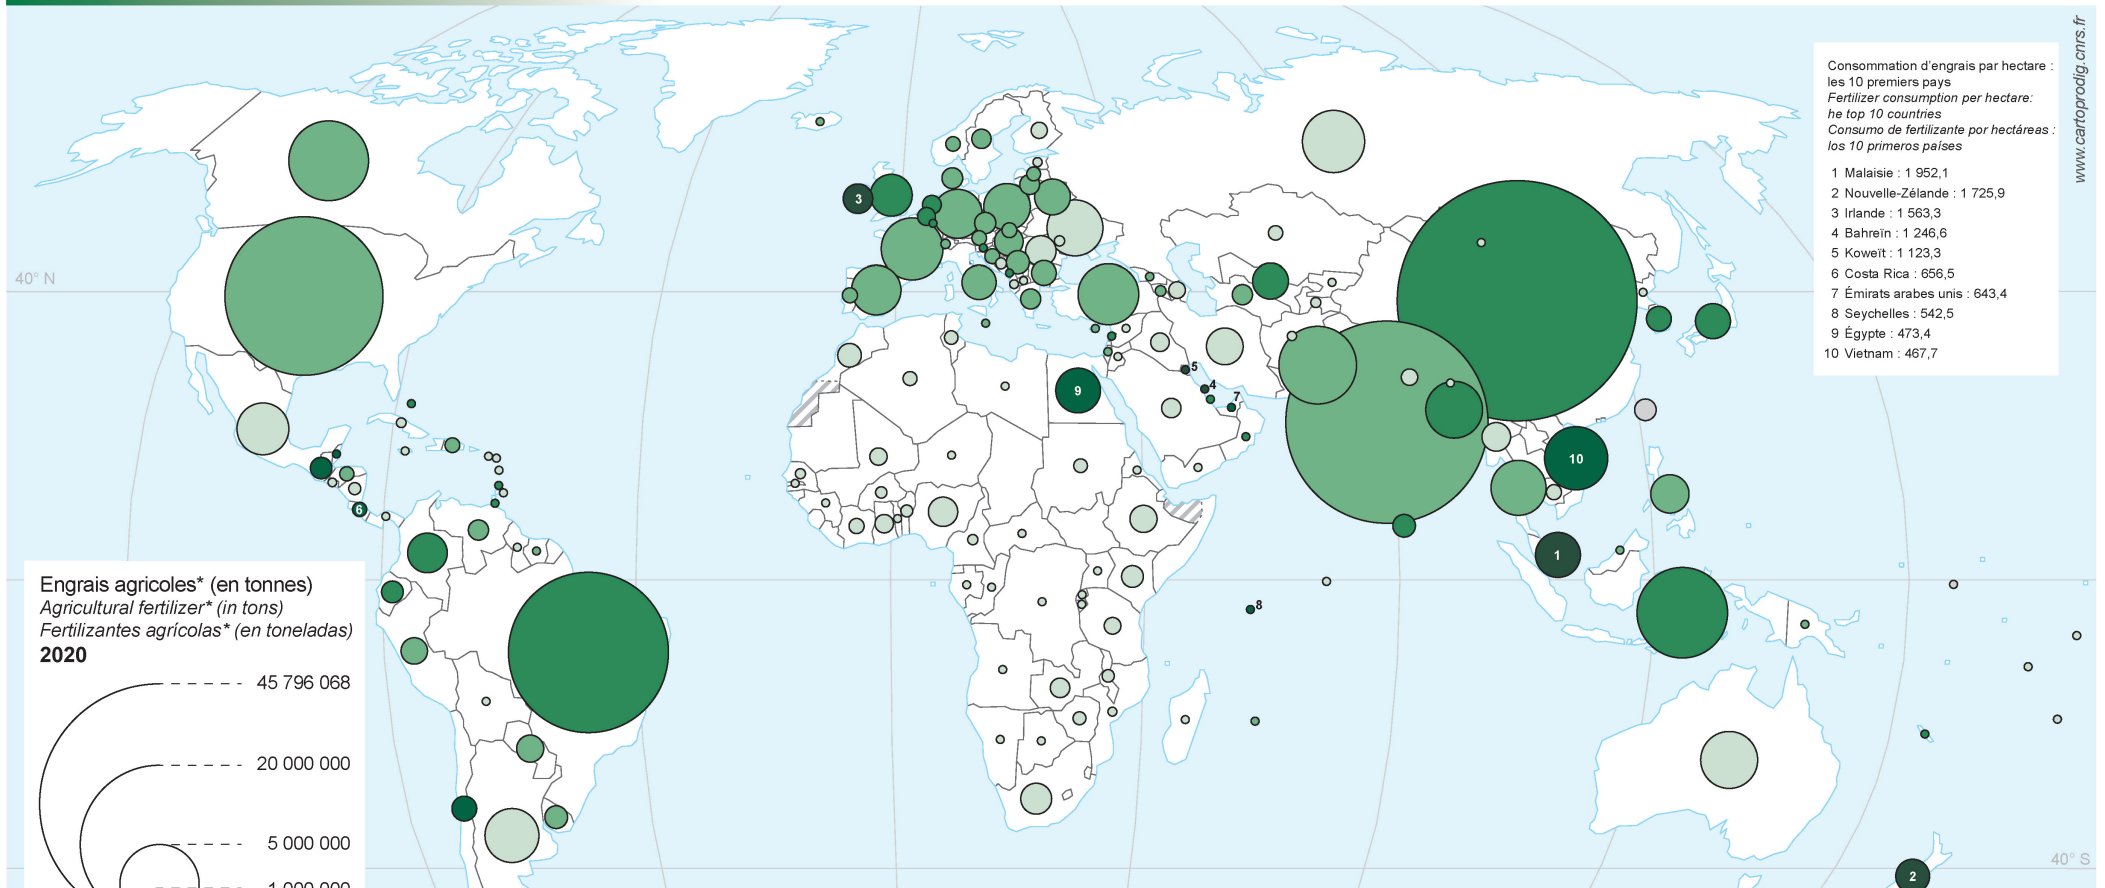 www.cartoprodig.cnrs.fr
Consommation d'engrais par hectare :
les 10 premiers pays
Fertilizer consumption per hectare:
he top 10 countries
Consumo de fertilizante por hectáreas :
los 10 primeros países
1 Malaisie : 1 952,1
2 Nouvelle-Zélande : 1 725,9
3 Irlande : 1 563,3
4 Bahreïn : 1 246,6
5 Koweït : 1 123,3
6 Costa Rica : 656,5
7 Émirats arabes unis : 643,4
8 Seychelles : 542,5
9 Égypte : 473,4
10 Vietnam : 467,7
40° N
3
5
4
7
9
10
6
1
8
Engrais agricoles* (en tonnes)
Agricultural fertilizer* (in tons)
Fertilizantes agrícolas* (en toneladas)
2020
45 796 068
20 000 000
5 000 000
1 000 000
40° S
2